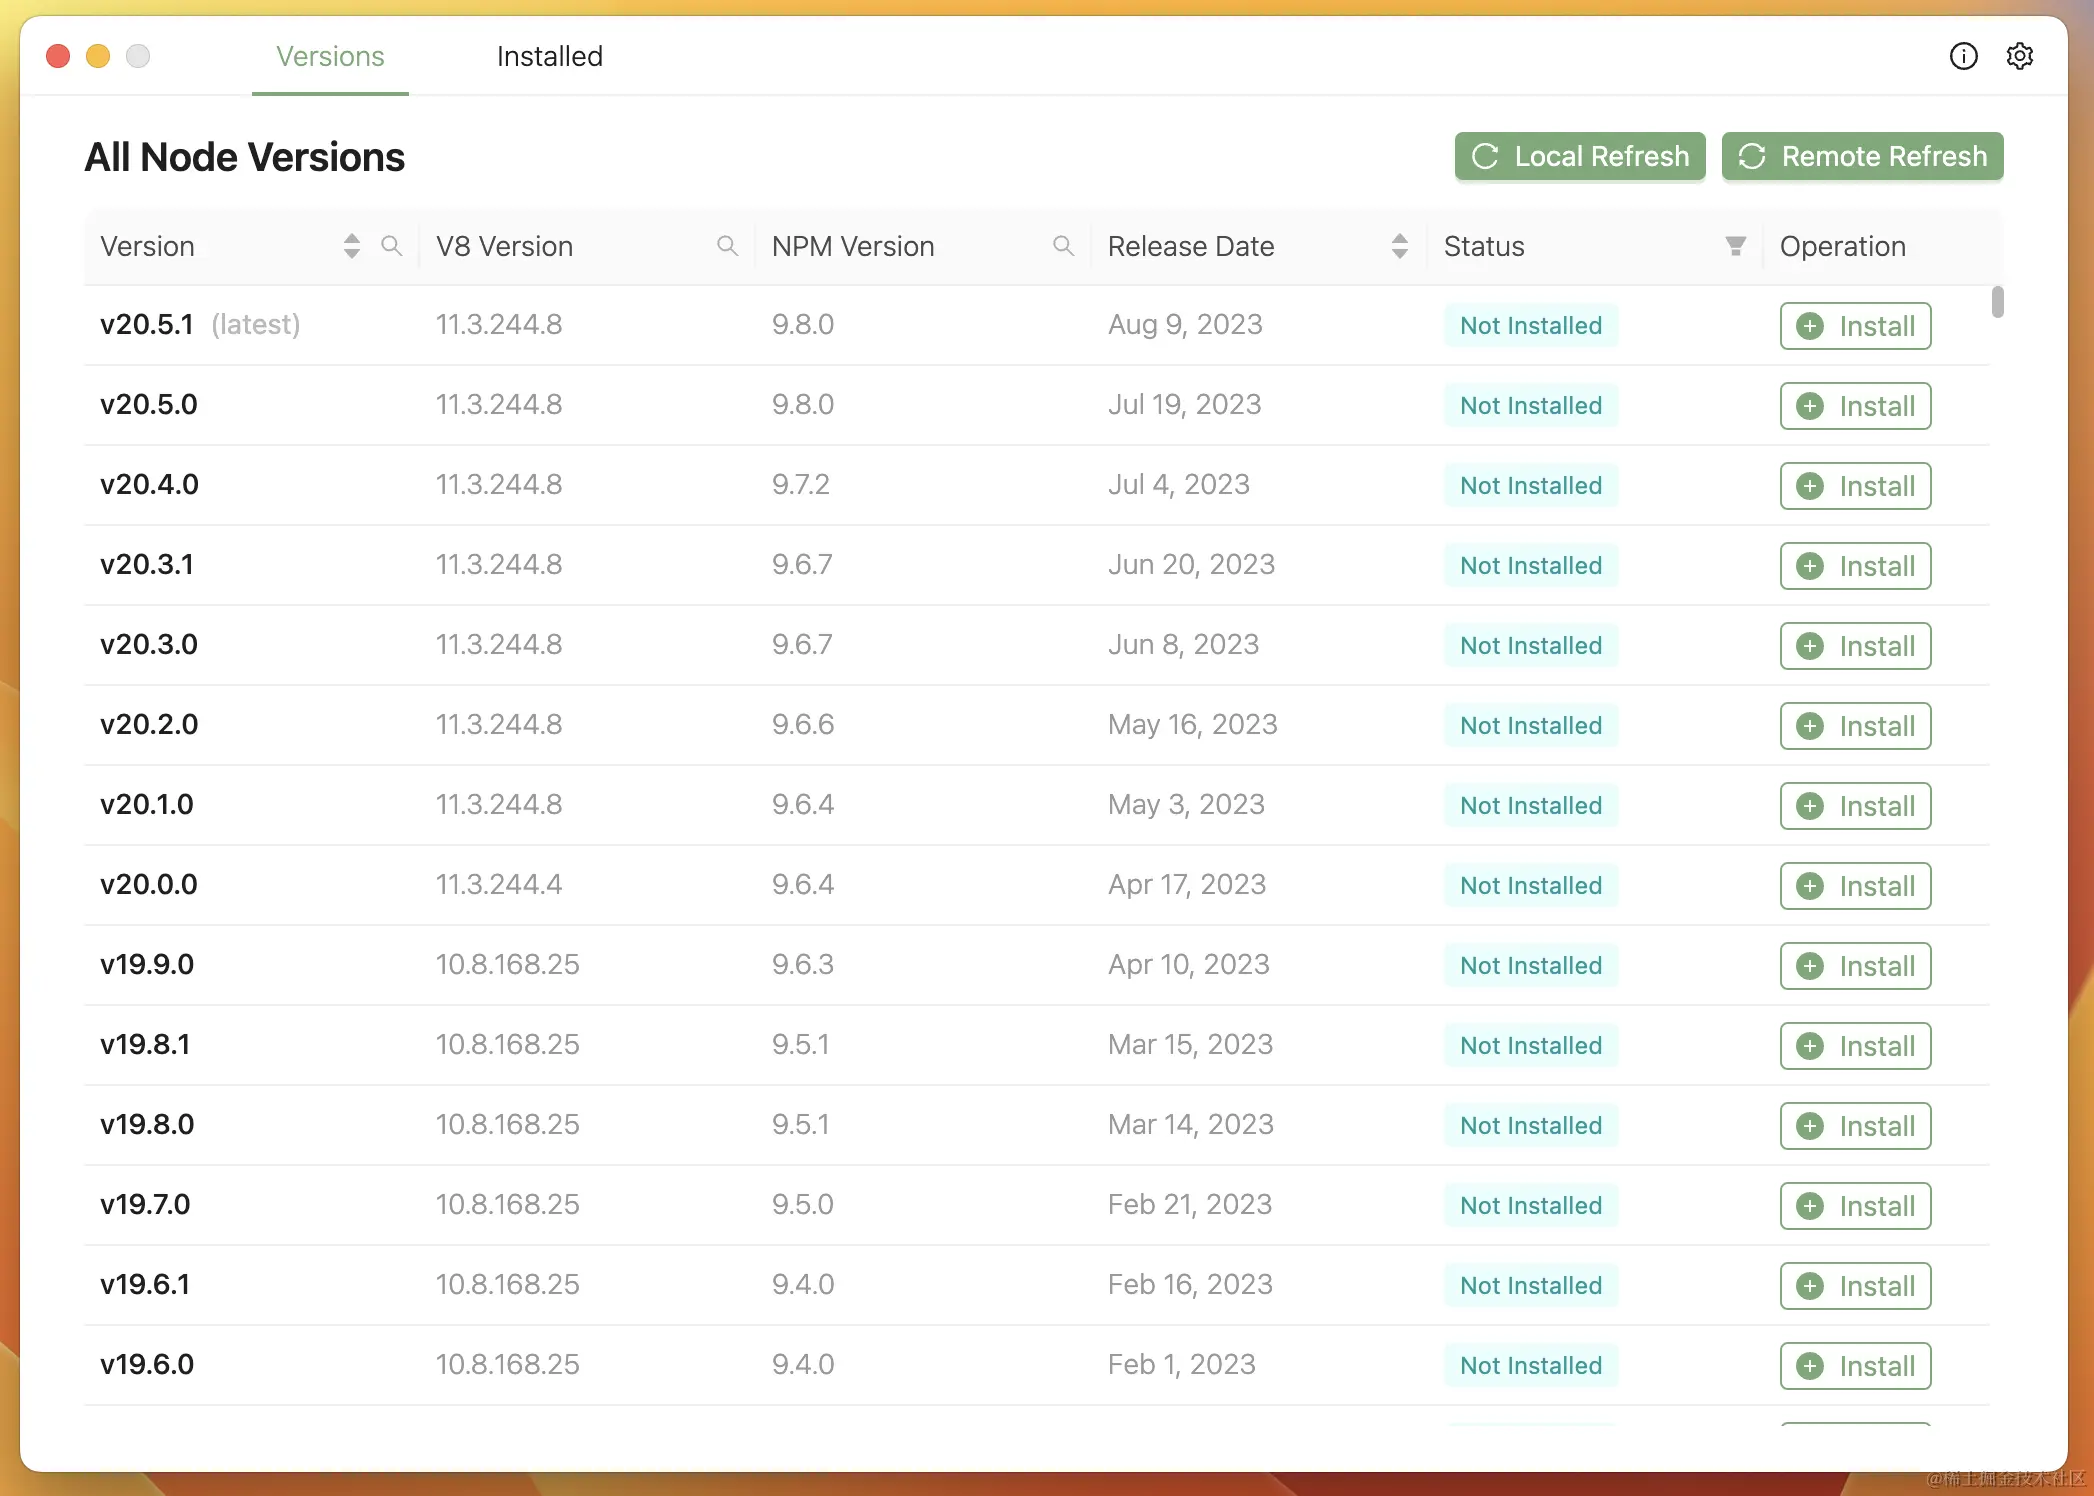 Versions Installed
All Node Versions Local Refresh Remote Refresh
Version V8 Version NPM Version Release Date Status Operation
v20.5.1 (latest) 11.3.244.8 9.8.0 Aug 9, 2023 Not Installed Install
v20.5.0 11.3.244.8 9.8.0 Jul 19, 2023 Not Installed Install
v20.4.0 11.3.244.8 9.7.2 Jul 4, 2023 Not Installed Install
v20.3.1 11.3.244.8 9.6.7 Jun 20, 2023 Not Installed Install
v20.3.0 11.3.244.8 9.6.7 Jun 8, 2023 Not Installed Install
v20.2.0 11.3.244.8 9.6.6 May 16, 2023 Not Installed Install
v20.1.0 11.3.244.8 9.6.4 May 3, 2023 Not Installed Install
v20.0.0 11.3.244.4 9.6.4 Apr 17, 2023 Not Installed Install
v19.9.0 10.8.168.25 9.6.3 Apr 10, 2023 Not Installed Install
v19.8.1 10.8.168.25 9.5.1 Mar 15, 2023 Not Installed Install
v19.8.0 10.8.168.25 9.5.1 Mar 14, 2023 Not Installed Install
v19.7.0 10.8.168.25 9.5.0 Feb 21, 2023 Not Installed Install
v19.6.1 10.8.168.25 9.4.0 Feb 16, 2023 Not Installed Install
v19.6.0 10.8.168.25 9.4.0 Feb 1, 2023 Not Installed Install
@稀土掘金技术社区